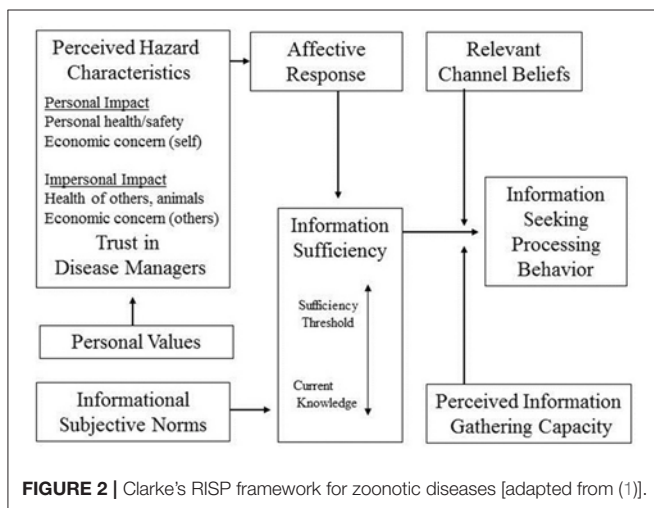 Perceived Hazard
Characteristics
Personal Impact
Personal health/safety
Economic concern (self)
Impersonal Impact
Health of others, animals
Economic concern (others)
Trust in
Disease Managers
Affective
Response
Relevant
Channel Beliefs
Information
Sufficiency
Sufficiency
Threshold
Current
Knowledge
Information
Seeking
Processing
Behavior
Personal Values
Informational
Subjective Norms
Perceived Information
Gathering Capacity
FIGURE 2 | Clarke's RISP framework for zoonotic diseases [adapted from (1)].